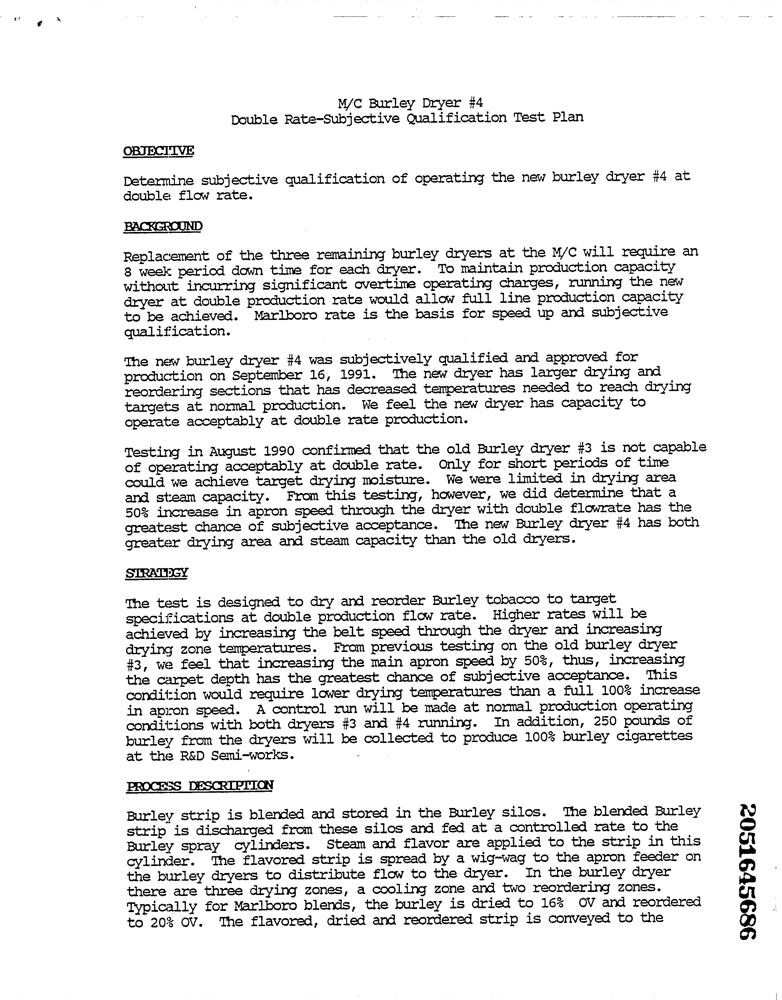 M/C Burley Dryer #4
Double Rate-Subjective Qualification Test Plan
OBJECTIVE
Determine subjective qualification of operating the new burley dryer #4 at
double flow rate.
BACKGROUND
Replacement of the three remaining burley dryers at the M/C will require an
8 week period down time for each dryer. To maintain production capacity
without incurring significant overtime operating charges, running the new
dryer at double production rate would allow full line production capacity
to be achieved. Marlboro rate is the basis for speed up and subjective
qualification.
The new burley dryer #4 was subjectively qualified and approved for
production on September 16, 1991. The new dryer has larger drying and
reordering sections that has decreased temperatures needed to reach drying
targets at normal production. We feel the new dryer has capacity to
operate acceptably at double rate production.
Testing in August 1990 confirmed that the old Burley dryer #3 is not capable
of operating acceptably at double rate. Only for short periods of time
could we achieve target drying moisture. We were limited in drying area
and steam capacity. From this testing, however, we did determine that a
50% increase in apron speed through the dryer with double flowrate has the
greatest chance of subjective acceptance. The new Burley dryer #4 has both
greater drying area and steam capacity than the old dryers.
STRATEGY
The test is designed to dry and reorder Burley tobacco to target
specifications at double production flow rate. Higher rates will be
achieved by increasing the belt speed through the dryer and increasing
drying zone temperatures. From previous testing on the old burley dryer
#3, we feel that increasing the main apron speed by 50%, thus, increasing
the carpet depth has the greatest chance of subjective acceptance. This
condition would require lower drying temperatures than a full 100% increase
in apron speed. A control run will be made at normal production operating
conditions with both dryers #3 and #4 running. In addition, 250 pounds of
burley from the dryers will be collected to produce 100% burley cigarettes
at the R&D Semi-works.
PROCESS DESCRIPTION
Burley strip is blended and stored in the Burley silos. The blended Burley
strip is discharged from these silos and fed at a controlled rate to the
Burley spray cylinders. Steam and flavor are applied to the strip in this
cylinder. The flavored strip is spread by a wig-wag to the apron feeder on
the burley dryers to distribute flow to the dryer. In the burley dryer
there are three drying zones, a cooling zone and two reordering zones.
Typically for Marlboro blends, the burley is dried to 16% OV and reordered
to 20% OV. The flavored, dried and reordered strip is conveyed to the
2051645686